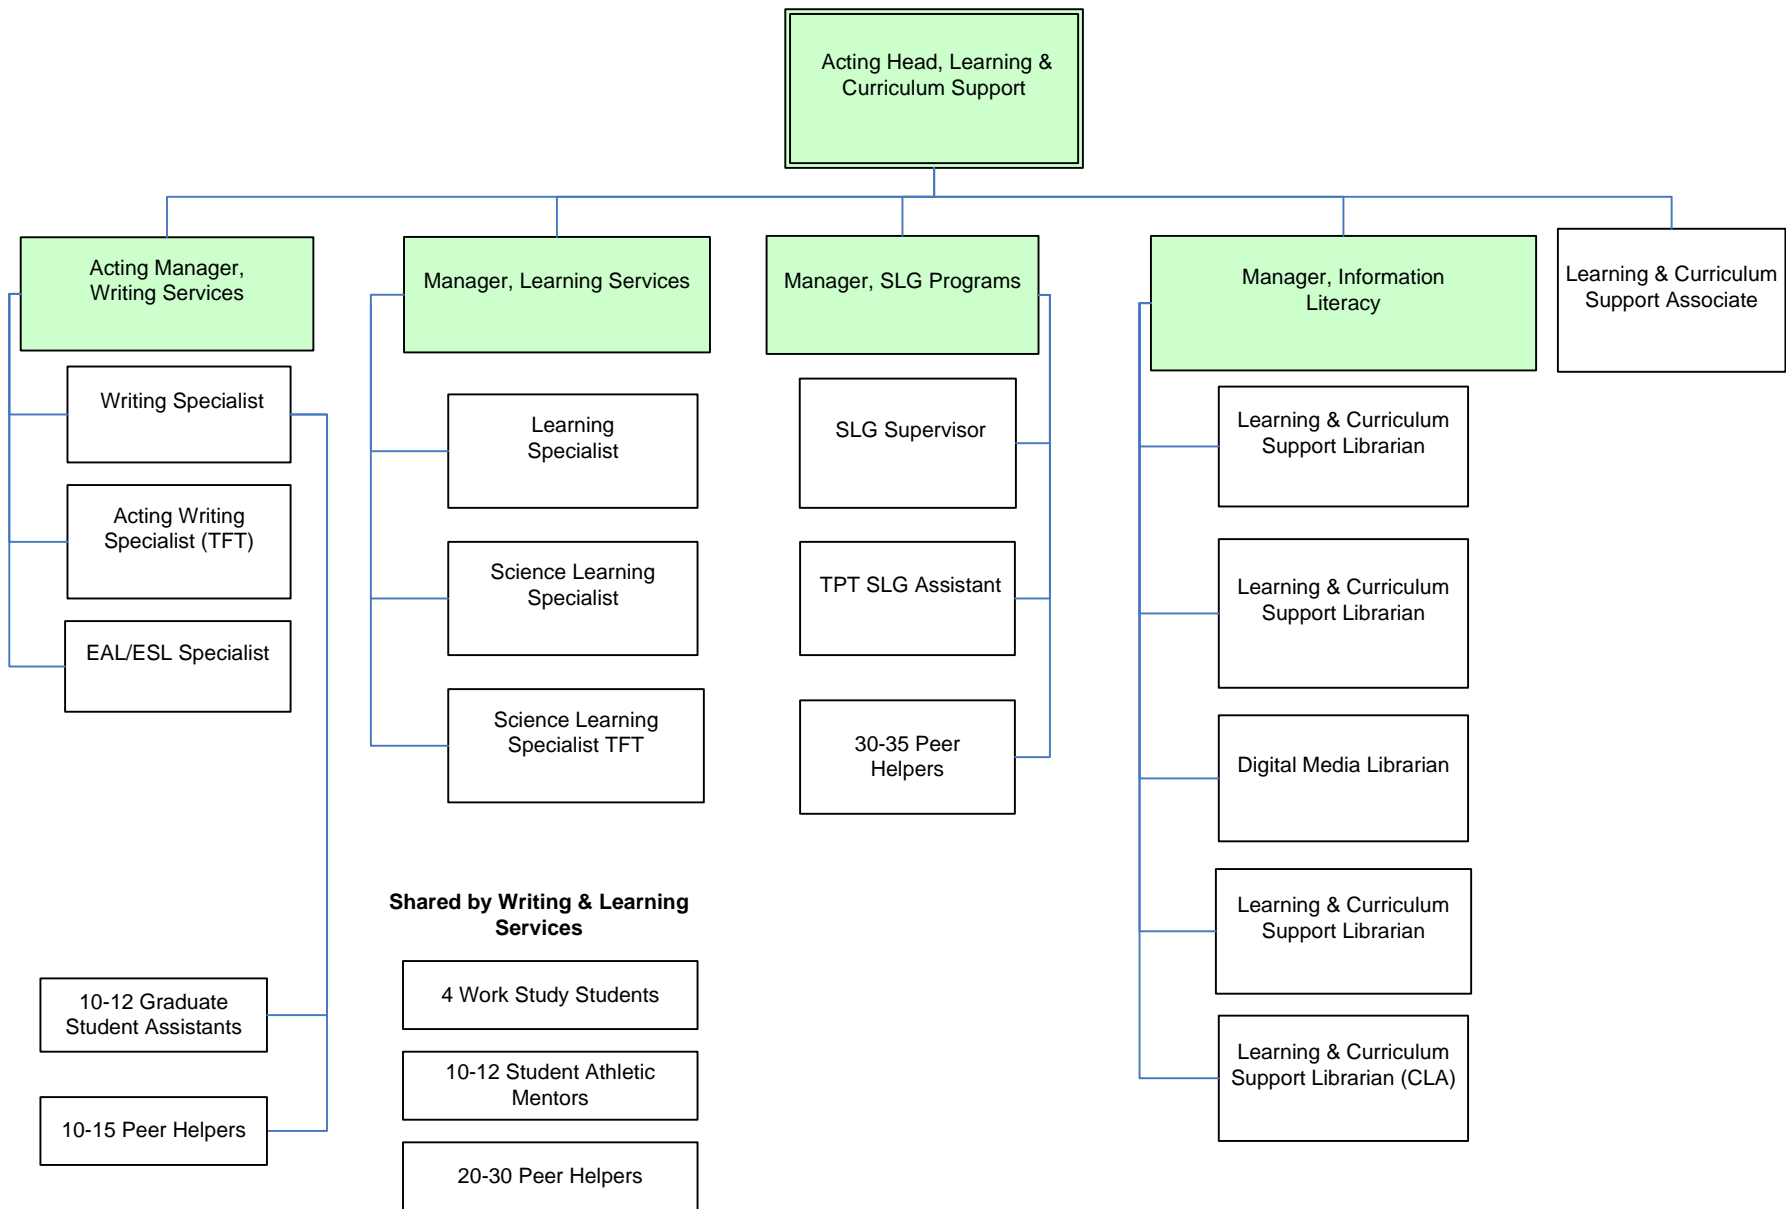 Acting Head, Learning &
Curriculum Support
Acting Manager,
Writing Services
Manager, Learning Services
Manager, SLG Programs
Manager, Information
Literacy
Learning & Curriculum
Support Associate
Writing Specialist
Acting Writing
Specialist (TFT)
EAL/ESL Specialist
10-12 Graduate
Student Assistants
10-15 Peer Helpers
Learning
Specialist
Science Learning
Specialist
Science Learning
Specialist TFT
Shared by Writing & Learning
Services
4 Work Study Students
10-12 Student Athletic
Mentors
20-30 Peer Helpers
SLG Supervisor
TPT SLG Assistant
30-35 Peer
Helpers
Learning & Curriculum
Support Librarian
Learning & Curriculum
Support Librarian
Digital Media Librarian
Learning & Curriculum
Support Librarian
Learning & Curriculum
Support Librarian (CLA)